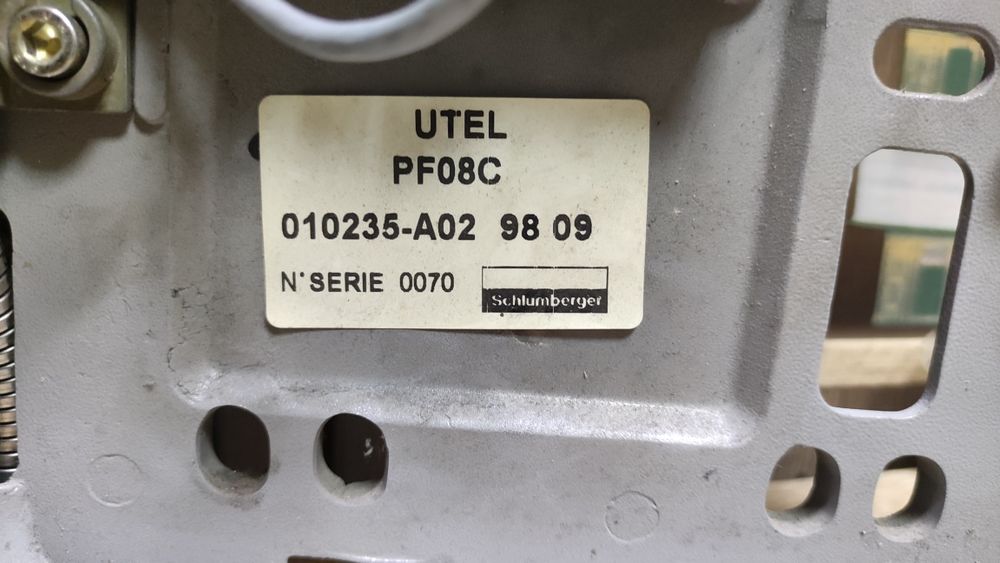 UTEL
PF08C
010235-A02 98 09
N° SERIE 0070
Schlumberger